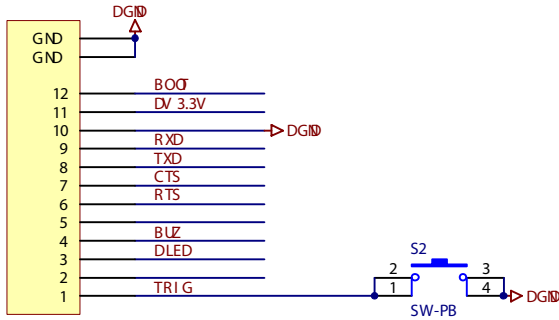 DGND
GND
GND
12 BOOT
11 DV 3.3V
10 DGND
9 RXD
8 TXD
7 CTS
6 RTS
5
4 BUZ
3 DLED
2
1 TRIG
S2
2 3
1 4 DGND
SW-PB